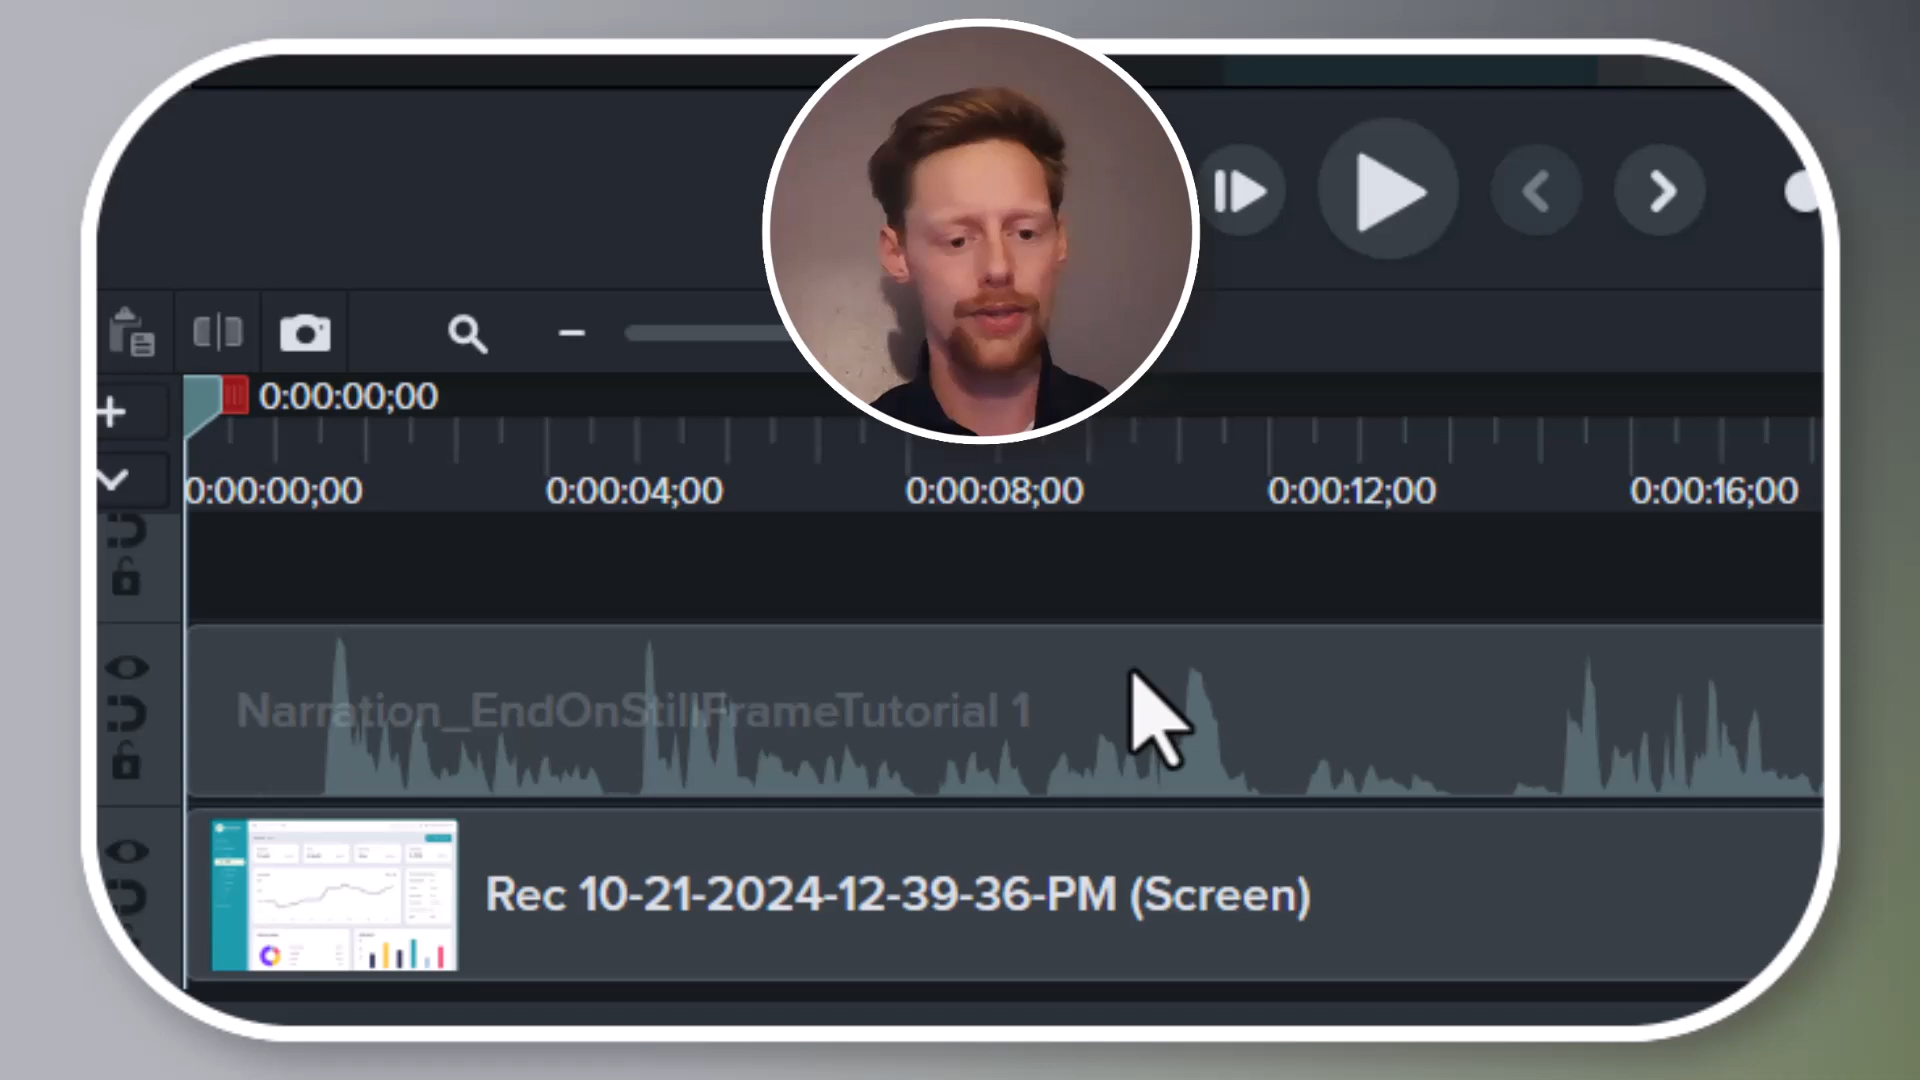 0:00:00;00
0:00:00;00 0:00:04;00 0:00:08;00 0:00:12;00 0:00:16;00
Narration_EndOnStillFrameTutorial 1
Rec 10-21-2024-12-39-36-PM (Screen)